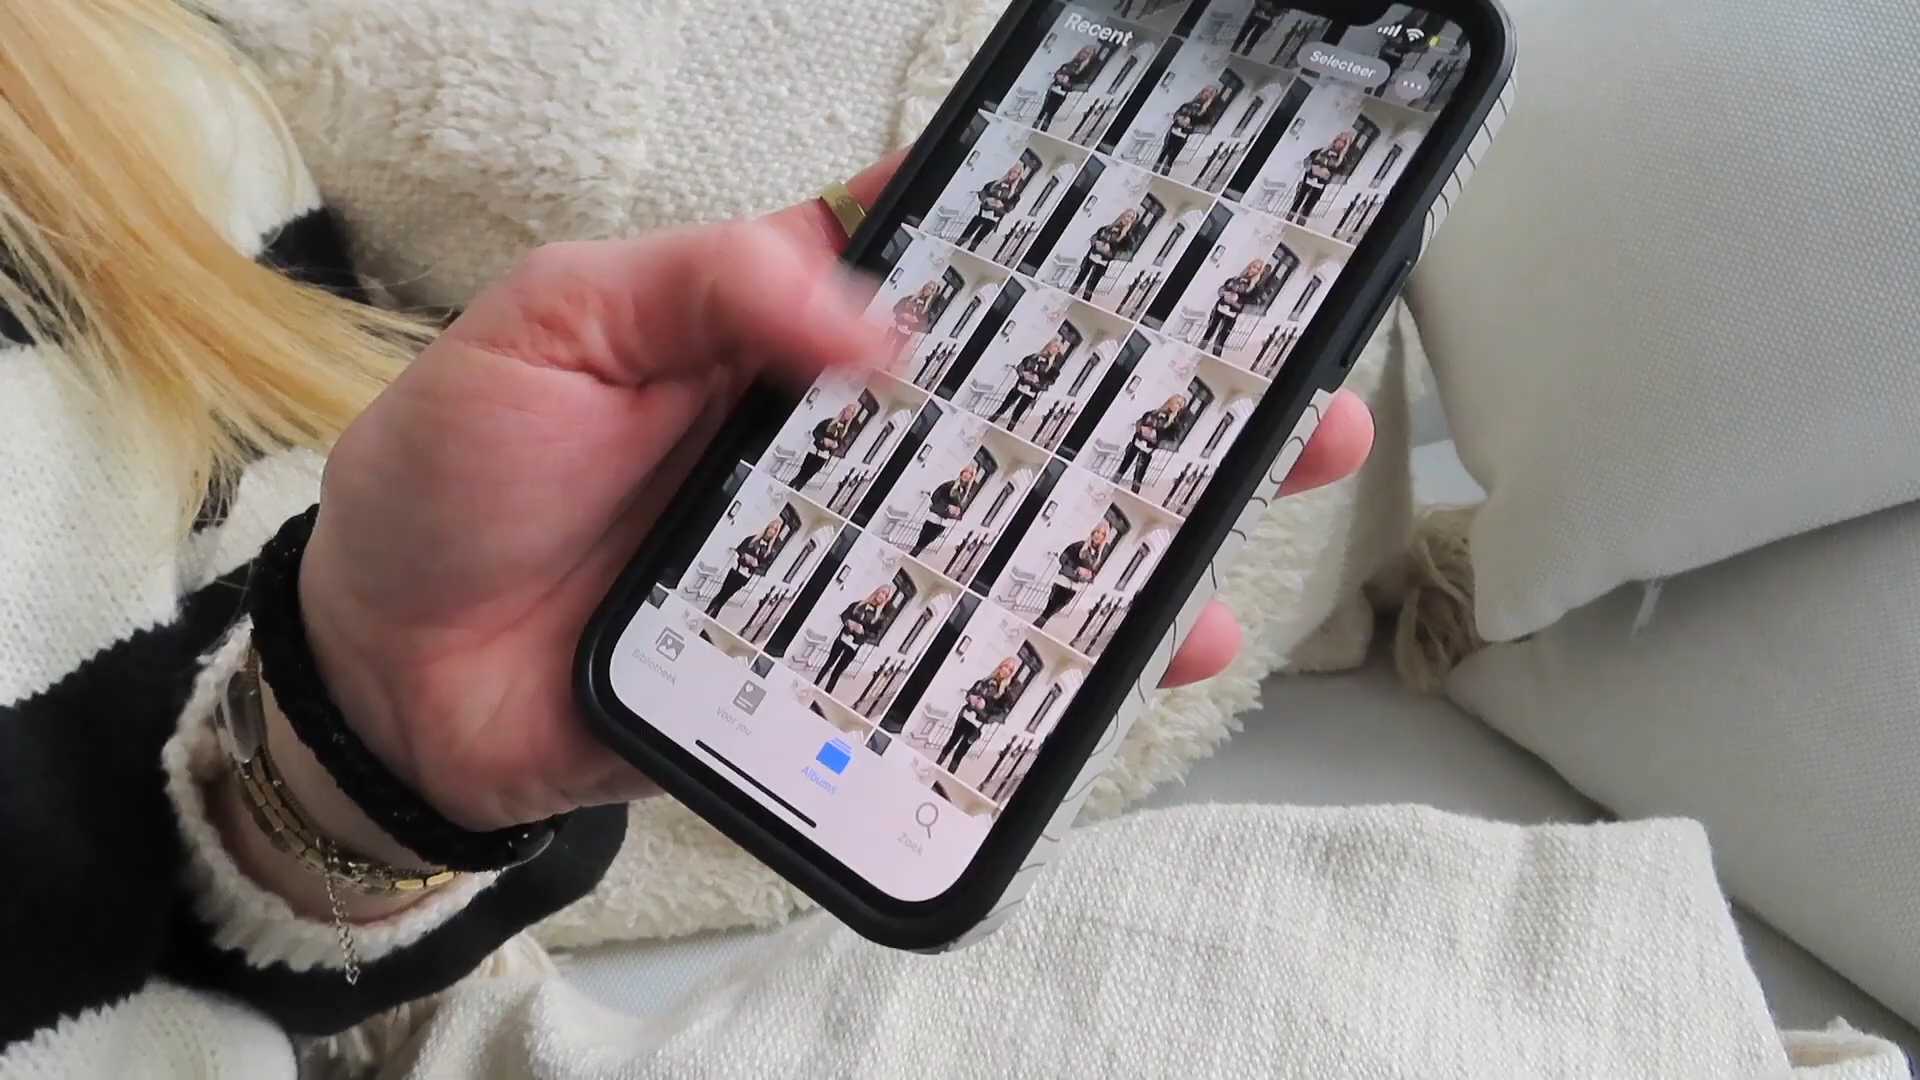 Recent
Selecteer
Bibliotheek
Voor jou
Albums
Zoek